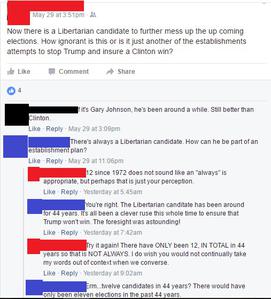 May 29 at 3:51pm
Now there is a Libertarian candidate to further mess up the up coming
elections. How ignorant is this or is it just another of the establishments
attempts to stop Trump and insure a Clinton win?
Like Comment Share
4
if it's Gary Johnson, he's been around a while. Still better than
Clinton.
Like · Reply · May 29 at 3:09pm
There's always a Libertarian candidate. How can he be part of an
establishment plan?
Like · Reply · May 29 at 11:06pm
12 since 1972 does not sound like an "always" is
appropriate, but perhaps that is just your perception.
Like · Reply · Yesterday at 5:45am
You're right. The Libertarian candidate has been around
for 44 years. It's all been a clever ruse this whole time to ensure that
Trump won't win. The foresight was astounding!
Like · Reply · Yesterday at 7:42am
Try it again! There have ONLY been 12, IN TOTAL in 44
years so that is NOT ALWAYS. I do wish you would not continually take
my words out of context when we converse.
Like · Reply · Yesterday at 9:02am
Erm...twelve candidates in 44 years? There would have
only been eleven elections in the past 44 years.